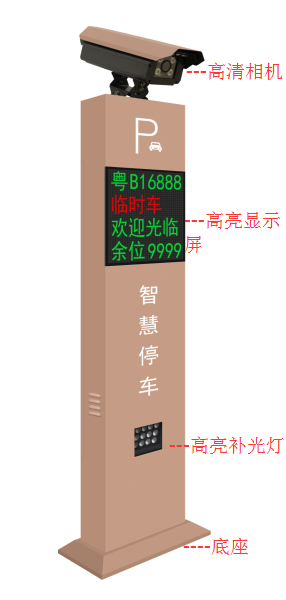 ---高清相机
P
粤B16888
临时车
欢迎光临
余位9999
---高亮显示
屏
智
慧
停
车
---高亮补光灯
----底座